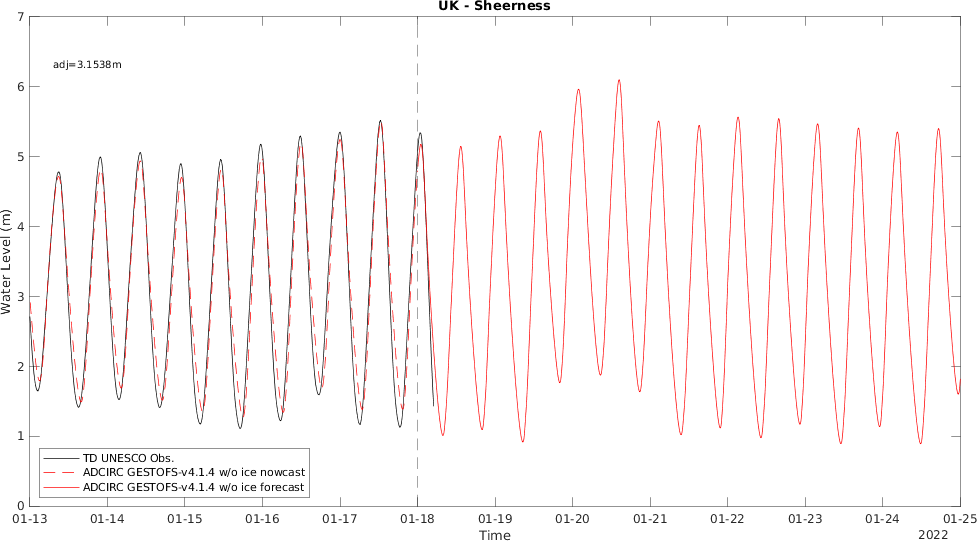 UK - Sheerness
adj=3.1538m
7
6
5
4
3
2
1
0
Water Level (m)
TD UNESCO Obs.
ADCIRC GESTOFS-v4.1.4 w/o ice nowcast
ADCIRC GESTOFS-v4.1.4 w/o ice forecast
01-13 01-14 01-15 01-16 01-17 01-18 01-19 01-20 01-21 01-22 01-23 01-24 01-25
Time
2022